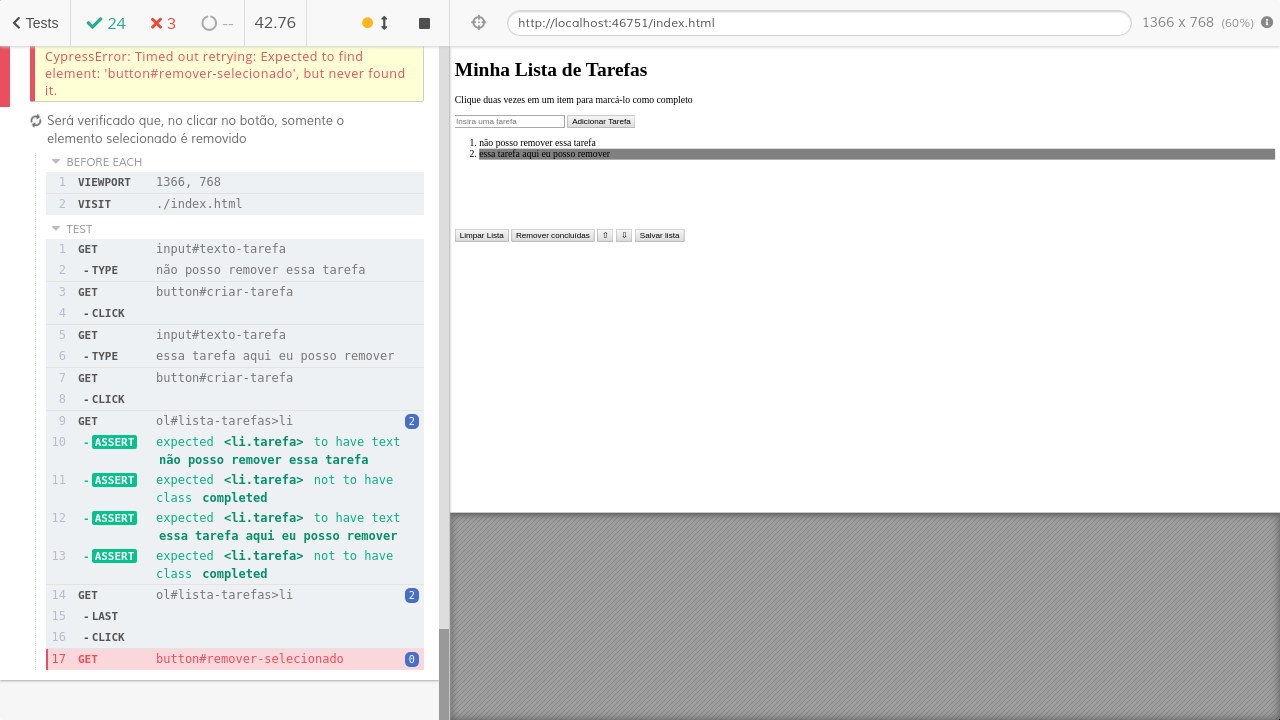 Tests
24
3
--
42.76
http://localhost:46751/index.html
1366 x 768 (60%)
CypressError: Timed out retrying: Expected to find
element: 'button#remover-selecionado', but never found
it.
Será verificado que, no clicar no botão, somente o
elemento selecionado é removido
BEFORE EACH
1 VIEWPORT 1366, 768
2 VISIT ./index.html
TEST
1 GET input#texto-tarefa
2 -TYPE não posso remover essa tarefa
3 GET button#criar-tarefa
4 -CLICK
5 GET input#texto-tarefa
6 -TYPE essa tarefa aqui eu posso remover
7 GET button#criar-tarefa
8 -CLICK
9 GET ol#lista-tarefas>li 2
10 -ASSERT expected <li.tarefa> to have text
não posso remover essa tarefa
11 -ASSERT expected <li.tarefa> not to have
class completed
12 -ASSERT expected <li.tarefa> to have text
essa tarefa aqui eu posso remover
13 -ASSERT expected <li.tarefa> not to have
class completed
14 GET ol#lista-tarefas>li 2
15 -LAST
16 -CLICK
17 GET button#remover-selecionado 0
Minha Lista de Tarefas
Clique duas vezes em um item para marcá-lo como completo
Insira uma tarefa Adicionar Tarefa
1. não posso remover essa tarefa
2. essa tarefa aqui eu posso remover
Limpar Lista Remover concluídas ⇧ ⇩ Salvar lista